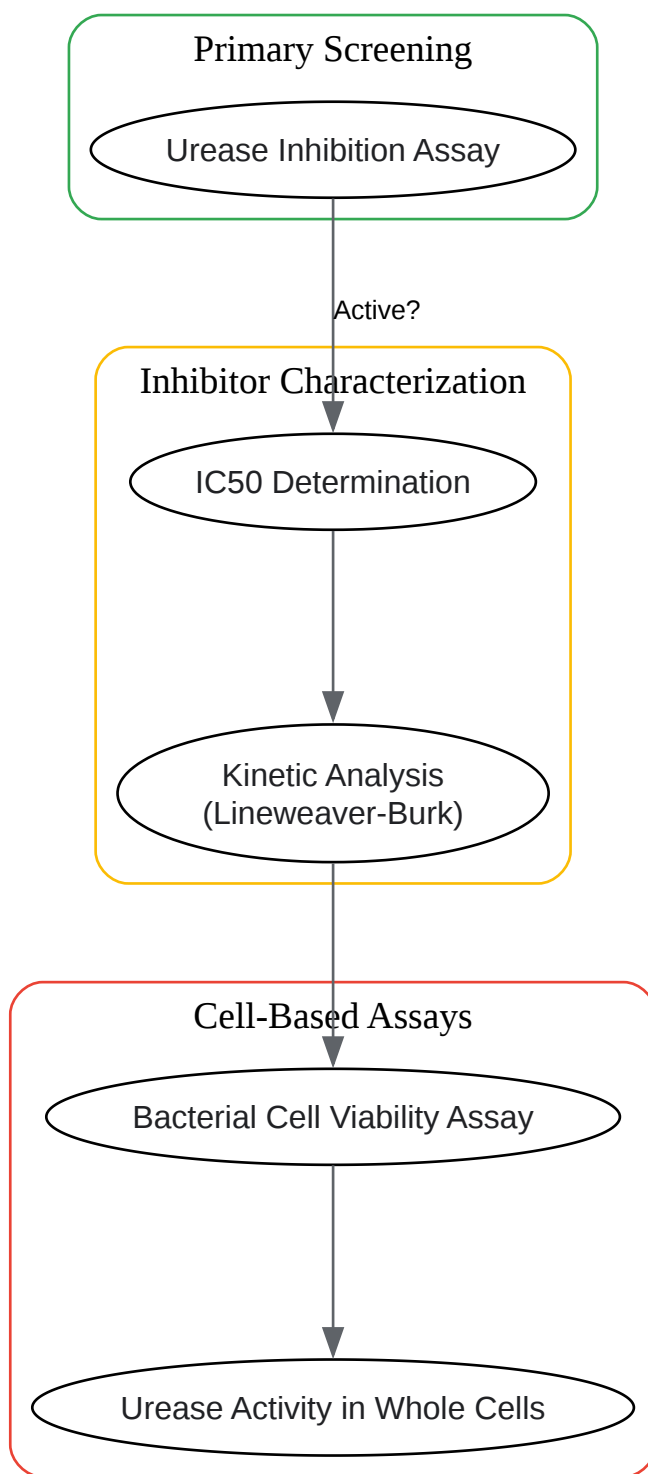 Primary Screening
Urease Inhibition Assay
Active?
Inhibitor Characterization
IC50 Determination
Kinetic Analysis
(Lineweaver-Burk)
Cell-Based Assays
Bacterial Cell Viability Assay
Urease Activity in Whole Cells